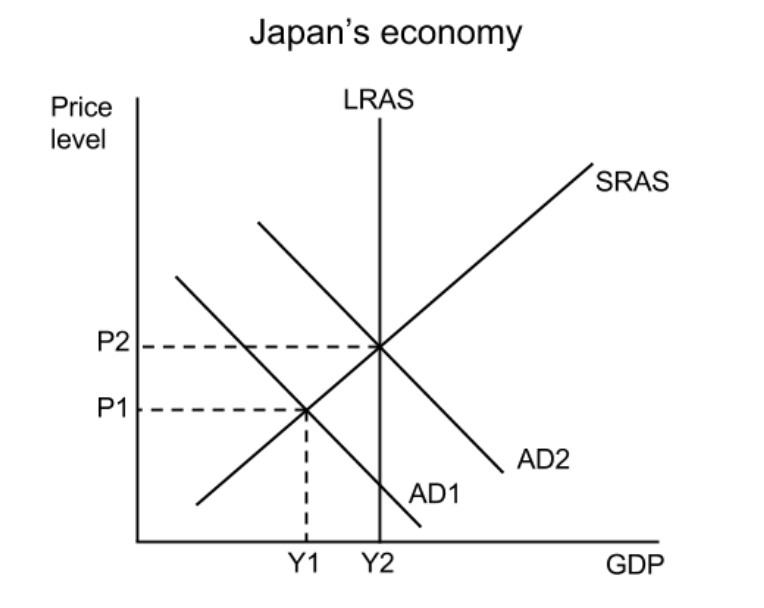 Japan’s economy
Price
level
LRAS
SRAS
P2
P1
AD2
AD1
Y1
Y2
GDP